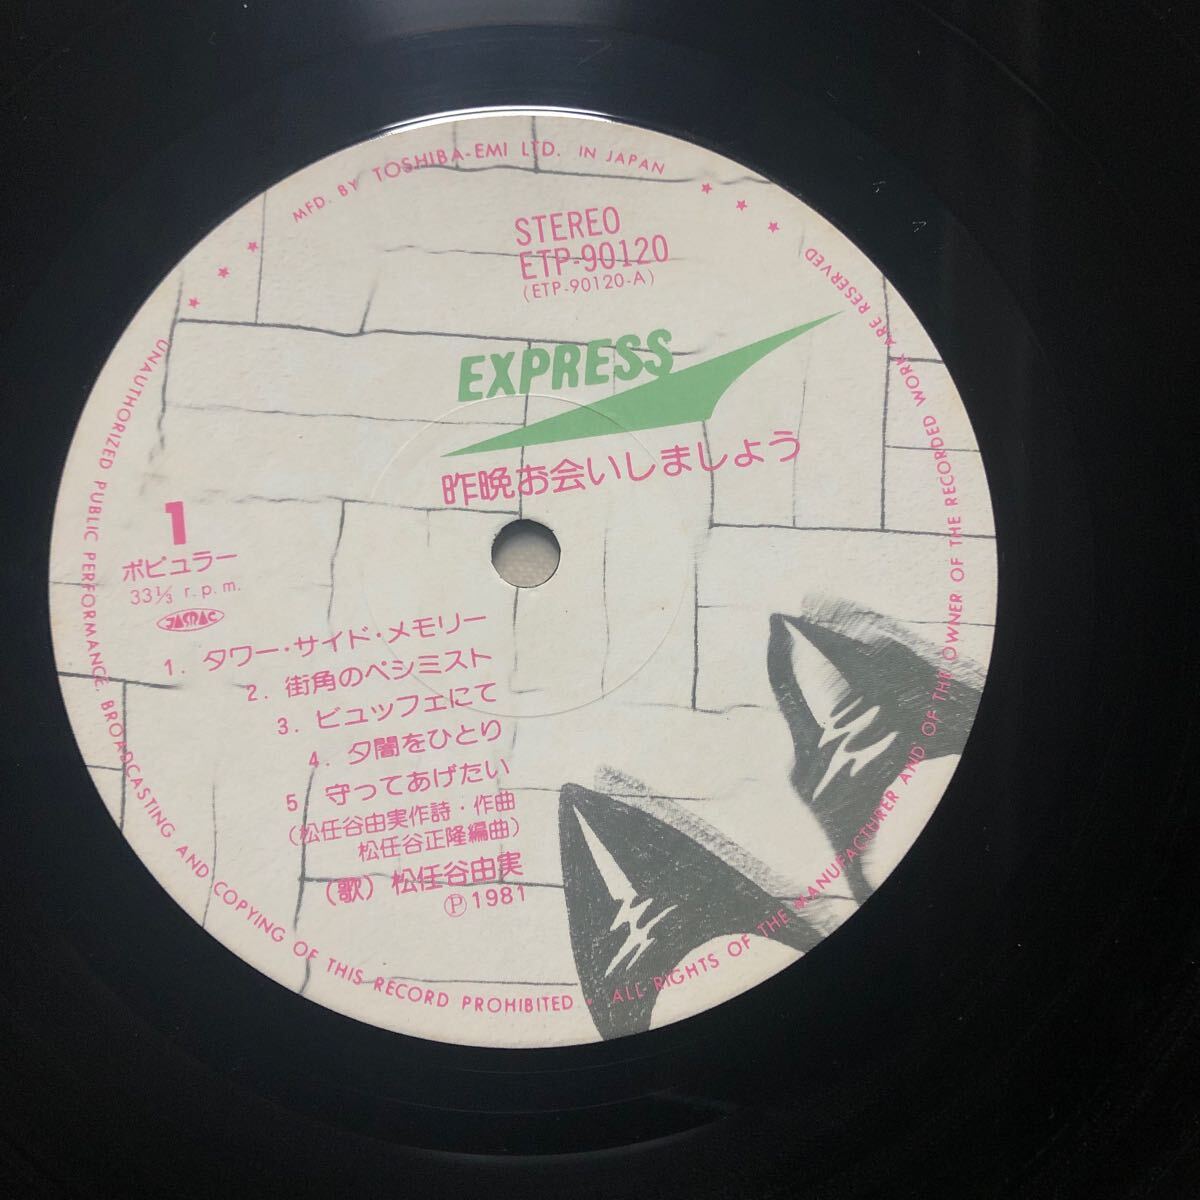 MFD. BY TOSHIBA-EMI LTD. IN JAPAN ★ ★ ★
STEREO
ETP-90120
(ETP-90120-A)
EXPRESS
昨晩お会いしましよう
1
ポピュラー
33⅓ r.p.m.
JASRAC
1. タワー・サイド・メモリー
2. 街角のペシミスト
3. ビュッフェにて
4. 夕闇をひとり
5 守ってあげたい
(松任谷由実作詩・作曲
松任谷正隆編曲)
(歌) 松任谷由実
Ⓟ1981
ALL RIGHTS OF THE MANUFACTURER AND OF THE OWNER OF THE RECORDED WORK ARE RESERVED
★ ★ ★ UNAUTHORIZED PUBLIC PERFORMANCE, BROADCASTING AND COPYING OF THIS RECORD PROHIBITED •